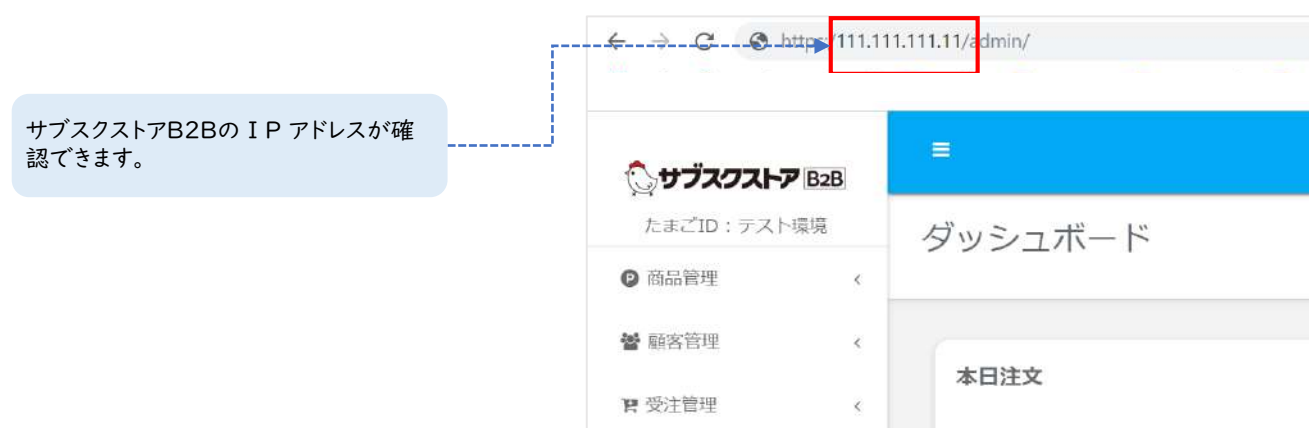 https/111.111.111.11/admin/
サブスクストアB2Bの IP アドレスが確
認できます。
サブスクストア B2B
たまごID:テスト環境
ダッシュボード
商品管理
顧客管理
本日注文
受注管理